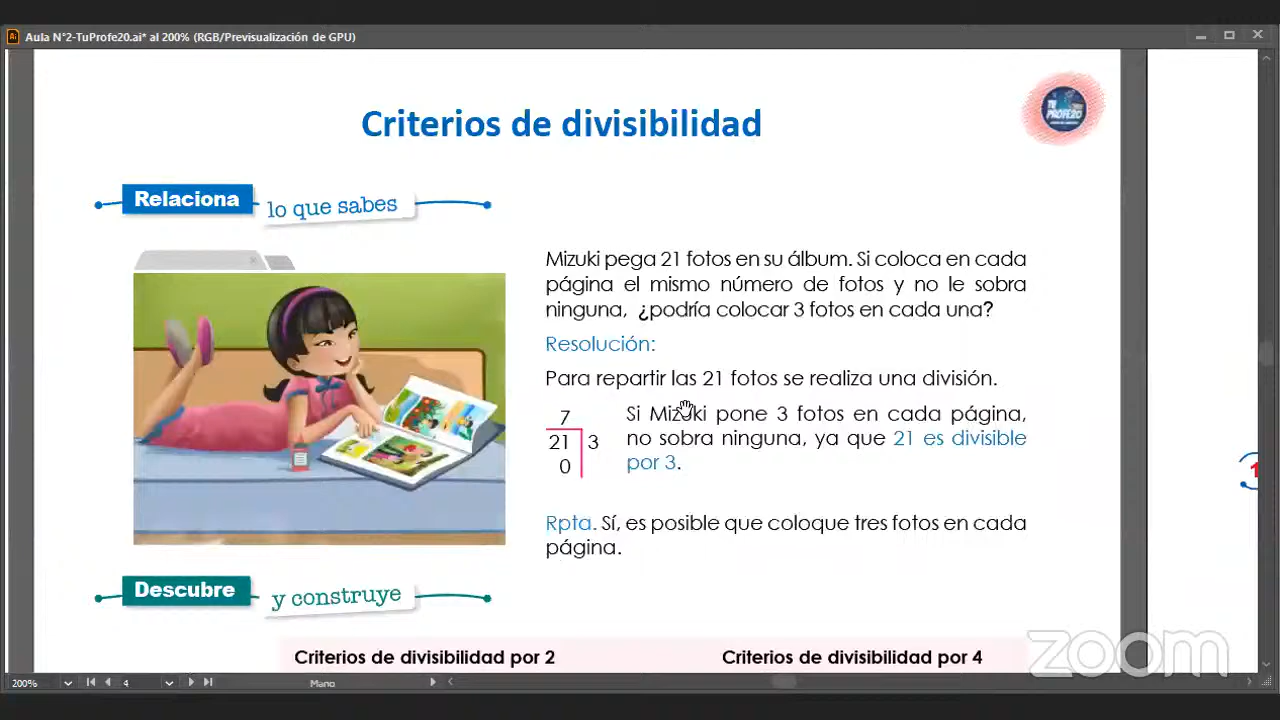 Aula N°2-TuProfe20.ai* al 200% (RGB/Previsualización de GPU)
Criterios de divisibilidad
TU
PROFE20
Relaciona
lo que sabes
Mizuki pega 21 fotos en su álbum. Si coloca en cada
página el mismo número de fotos y no le sobra
ninguna, ¿podría colocar 3 fotos en cada una?
Resolución:
Para repartir las 21 fotos se realiza una división.
7
21 3
0
Si Mizuki pone 3 fotos en cada página,
no sobra ninguna, ya que 21 es divisible
por 3.
Rpta. Sí, es posible que coloque tres fotos en cada
página.
1
Descubre
y construye
Criterios de divisibilidad por 2
Criterios de divisibilidad por 4
zoom
200%
4
Mano